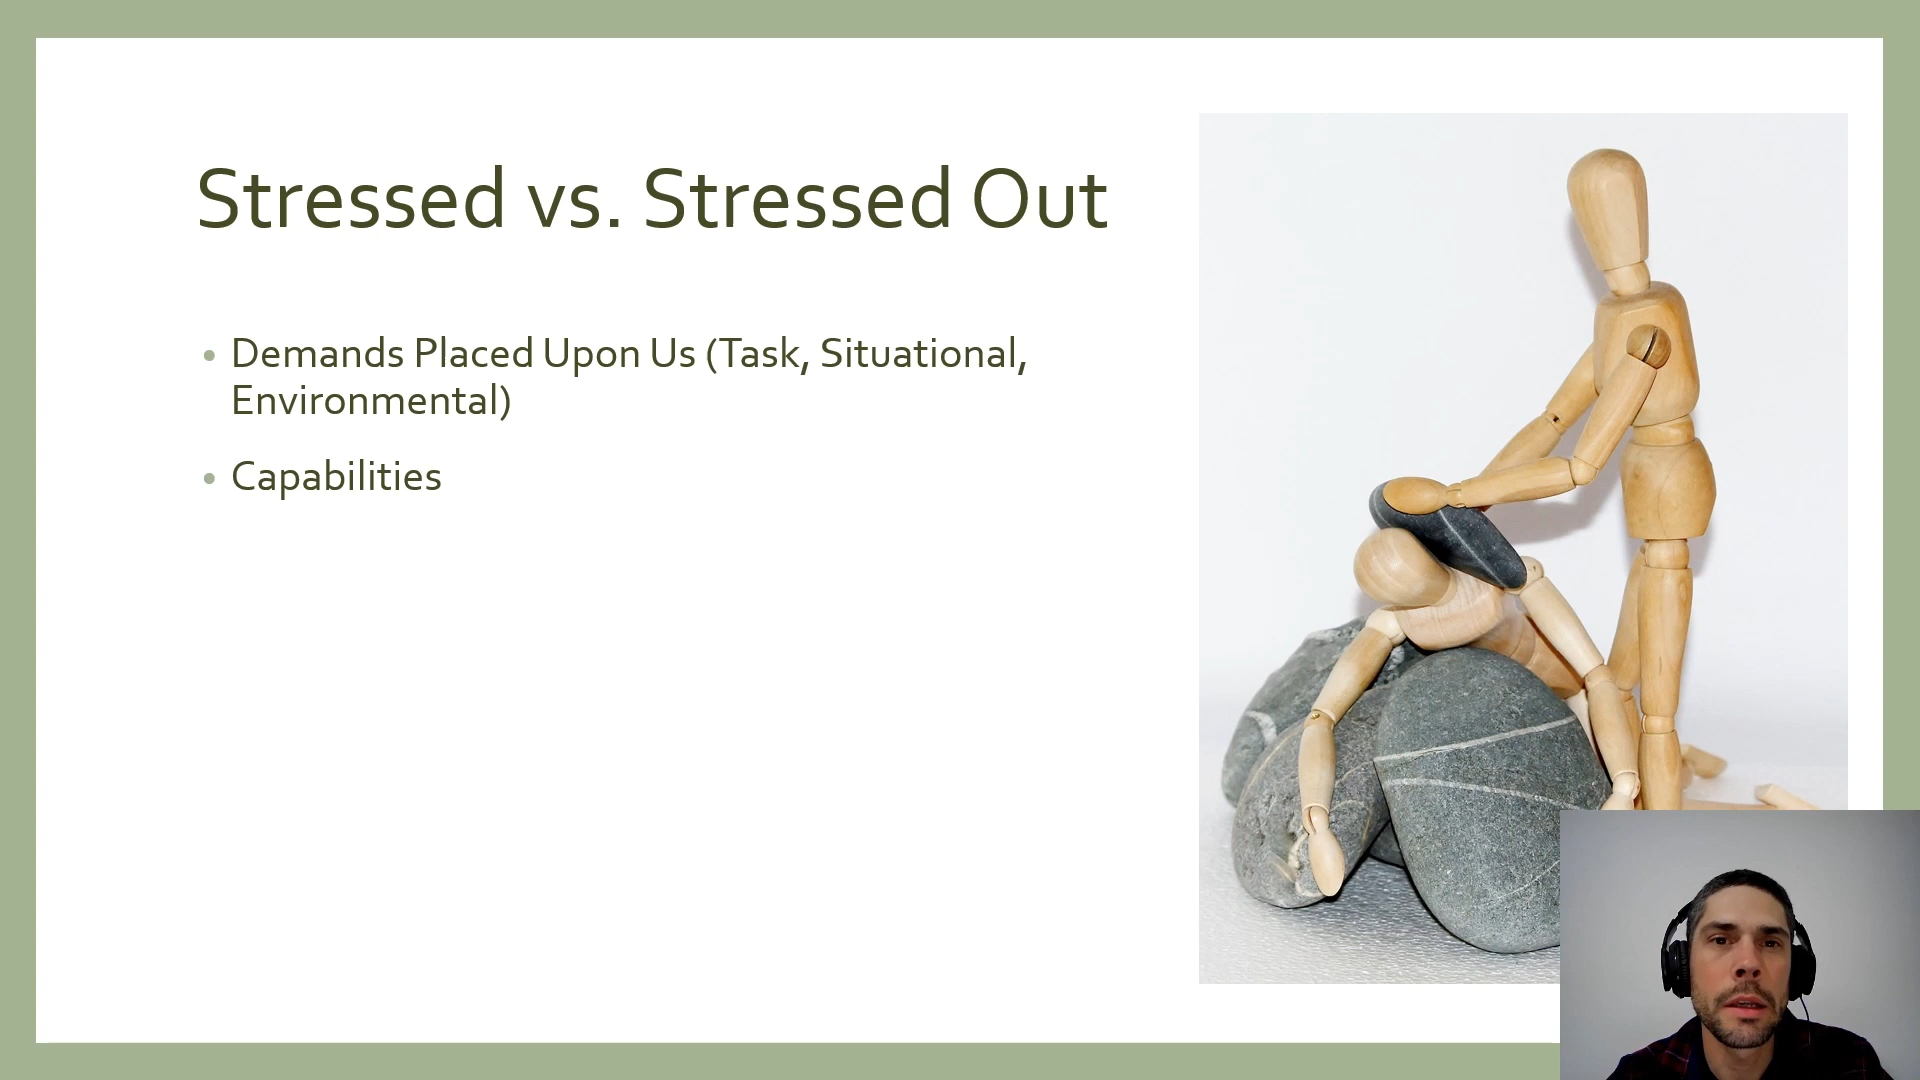 Stressed vs. Stressed Out
• Demands Placed Upon Us (Task, Situational,
Environmental)
• Capabilities